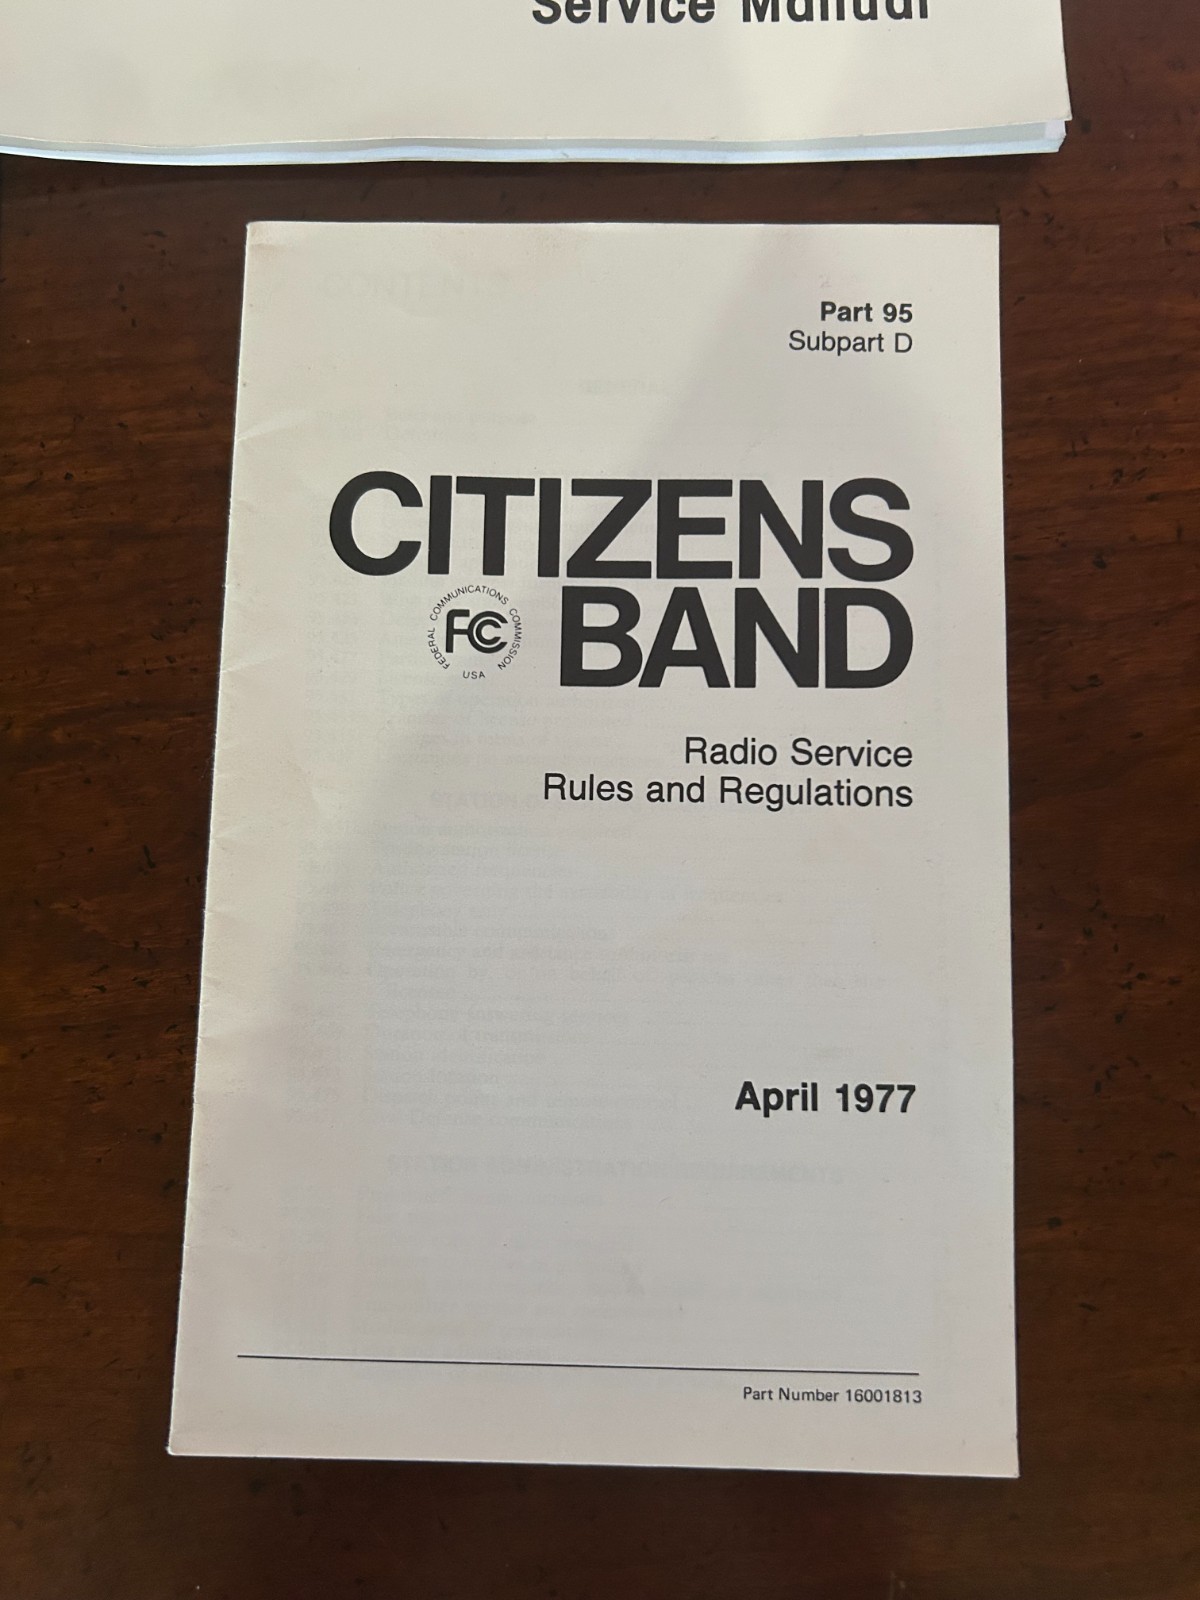 Service Manual
Part 95
Subpart D
CITIZENS
FEDERAL COMMUNICATIONS COMMISSION
FCC
USA
BAND
Radio Service
Rules and Regulations
April 1977
Part Number 16001813